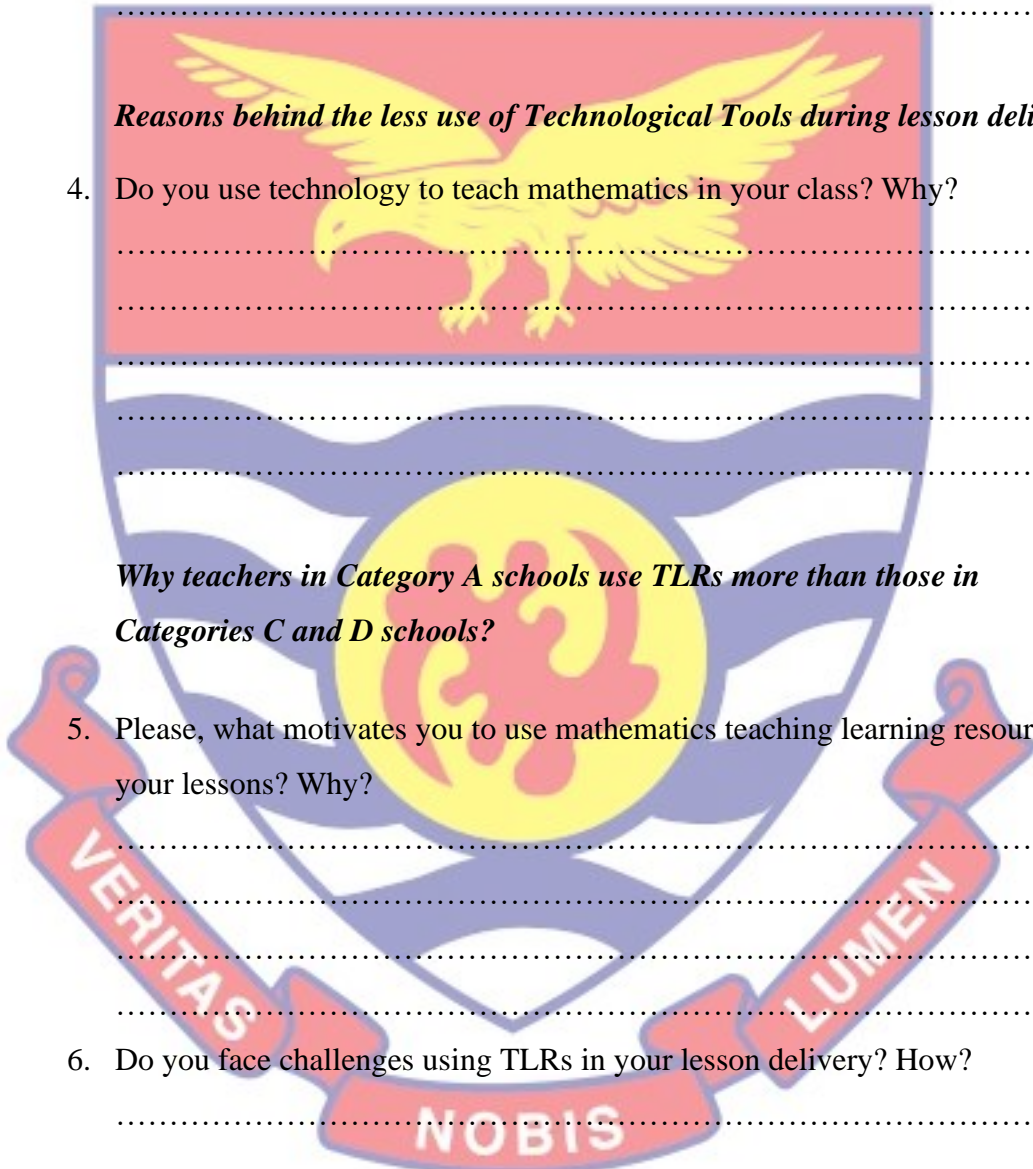 ……………………………………………………………………………
Reasons behind the less use of Technological Tools during lesson deli
4. Do you use technology to teach mathematics in your class? Why?
……………………………………………………………………………
……………………………………………………………………………
……………………………………………………………………………
……………………………………………………………………………
……………………………………………………………………………
Why teachers in Category A schools use TLRs more than those in
Categories C and D schools?
5. Please, what motivates you to use mathematics teaching learning resour
your lessons? Why?
……………………………………………………………………………
……………………………………………………………………………
……………………………………………………………………………
……………………………………………………………………………
6. Do you face challenges using TLRs in your lesson delivery? How?
……………………………………………………………………………
VERITAS
NOBIS
LUMEN